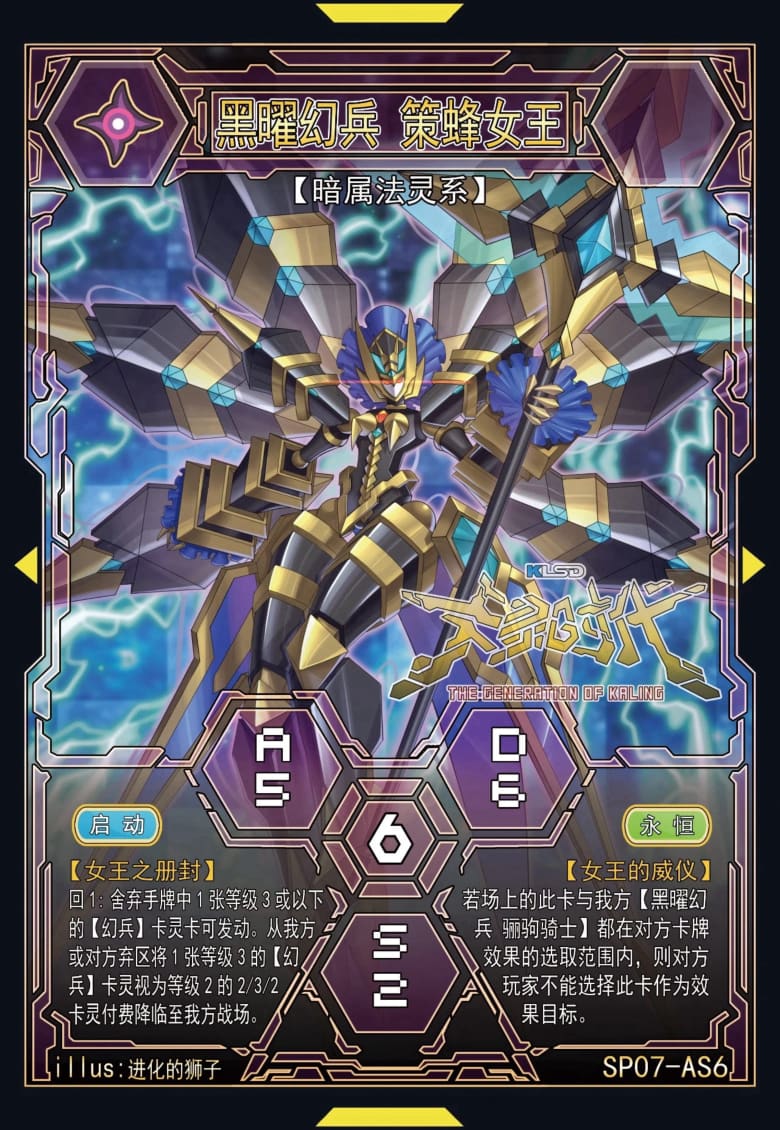 黑曜幻兵 策蜂女王
【暗属法灵系】
KLSD
卡灵时代
THE GENERATION OF KALING
A
5
D
6
6
S
2
启动
【女王之册封】
回1：舍弃手牌中1张等级3或以下
的【幻兵】卡灵卡可发动。从我方
或对方弃区将1张等级3的【幻
兵】卡灵视为等级2的2/3/2
卡灵付费降临至我方战场。
永恒
【女王的威仪】
若场上的此卡与我方【黑曜幻
兵 骊驹骑士】都在对方卡牌
效果的选取范围内，则对方
玩家不能选择此卡作为效
果目标。
illus:进化的狮子
SP07-AS6